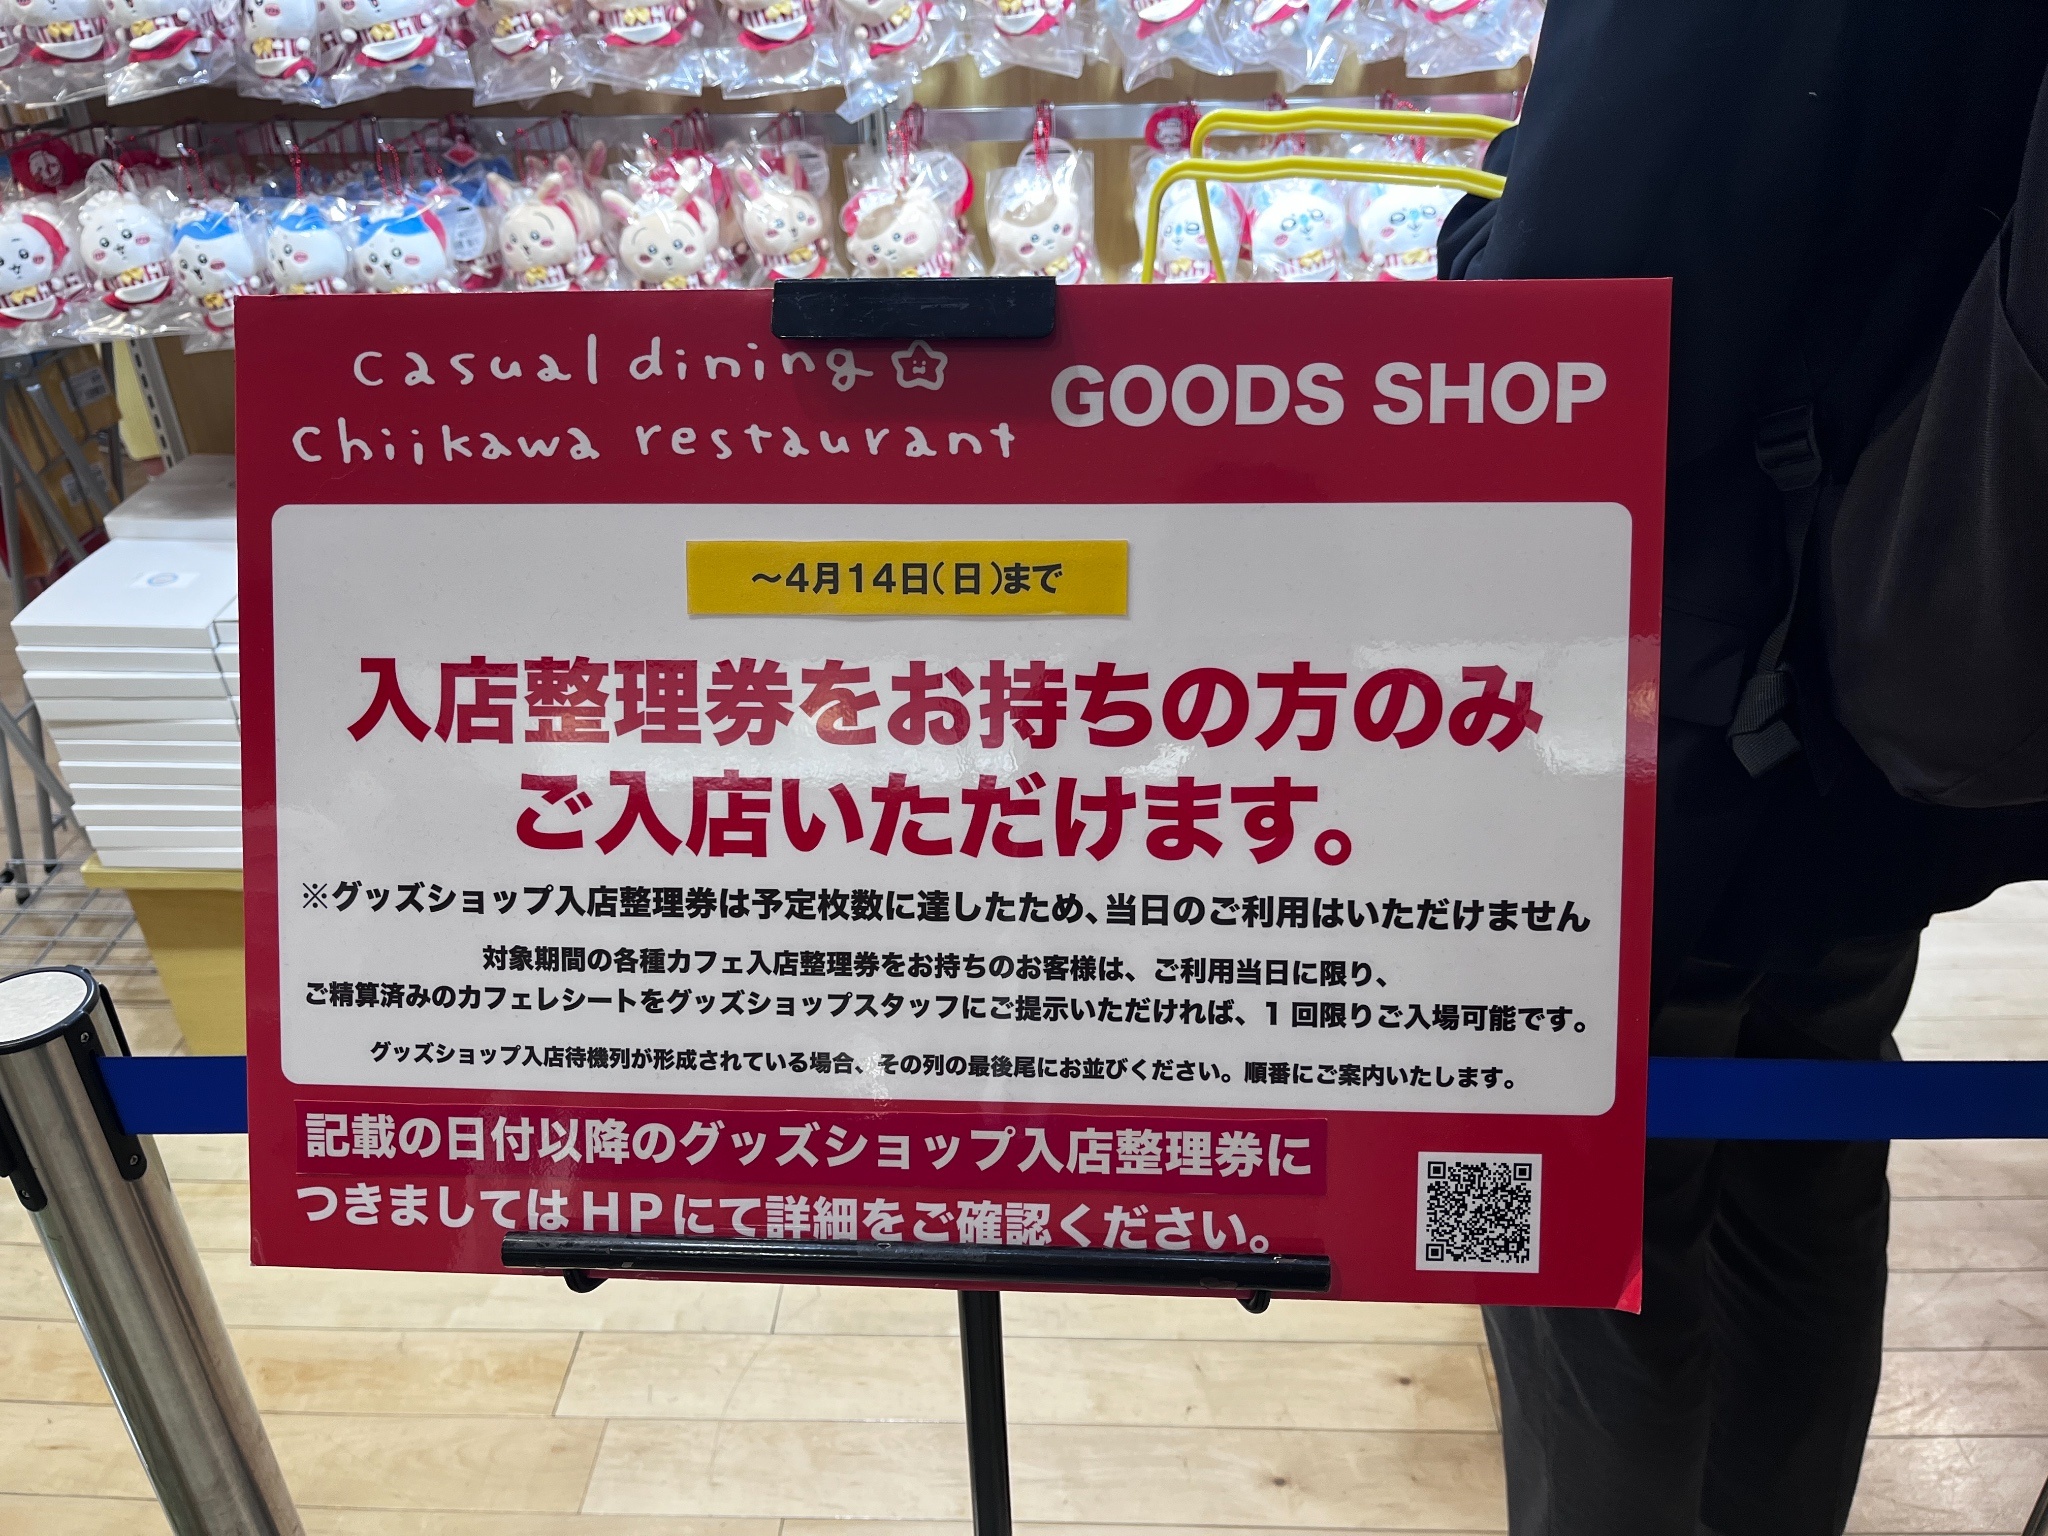 casual dining
chiikawa restaurant
GOODS SHOP
～4月14日(日)まで
入店整理券をお持ちの方のみ
ご入店いただけます。
※グッズショップ入店整理券は予定枚数に達したため、当日のご利用はいただけません
対象期間の各種カフェ入店整理券をお持ちのお客様は、ご利用当日に限り、
ご精算済みのカフェレシートをグッズショップスタッフにご提示いただければ、1回限りご入場可能です。
グッズショップ入店待機列が形成されている場合、その列の最後尾にお並びください。順番にご案内いたします。
記載の日付以降のグッズショップ入店整理券に
つきましてはHPにて詳細をご確認ください。